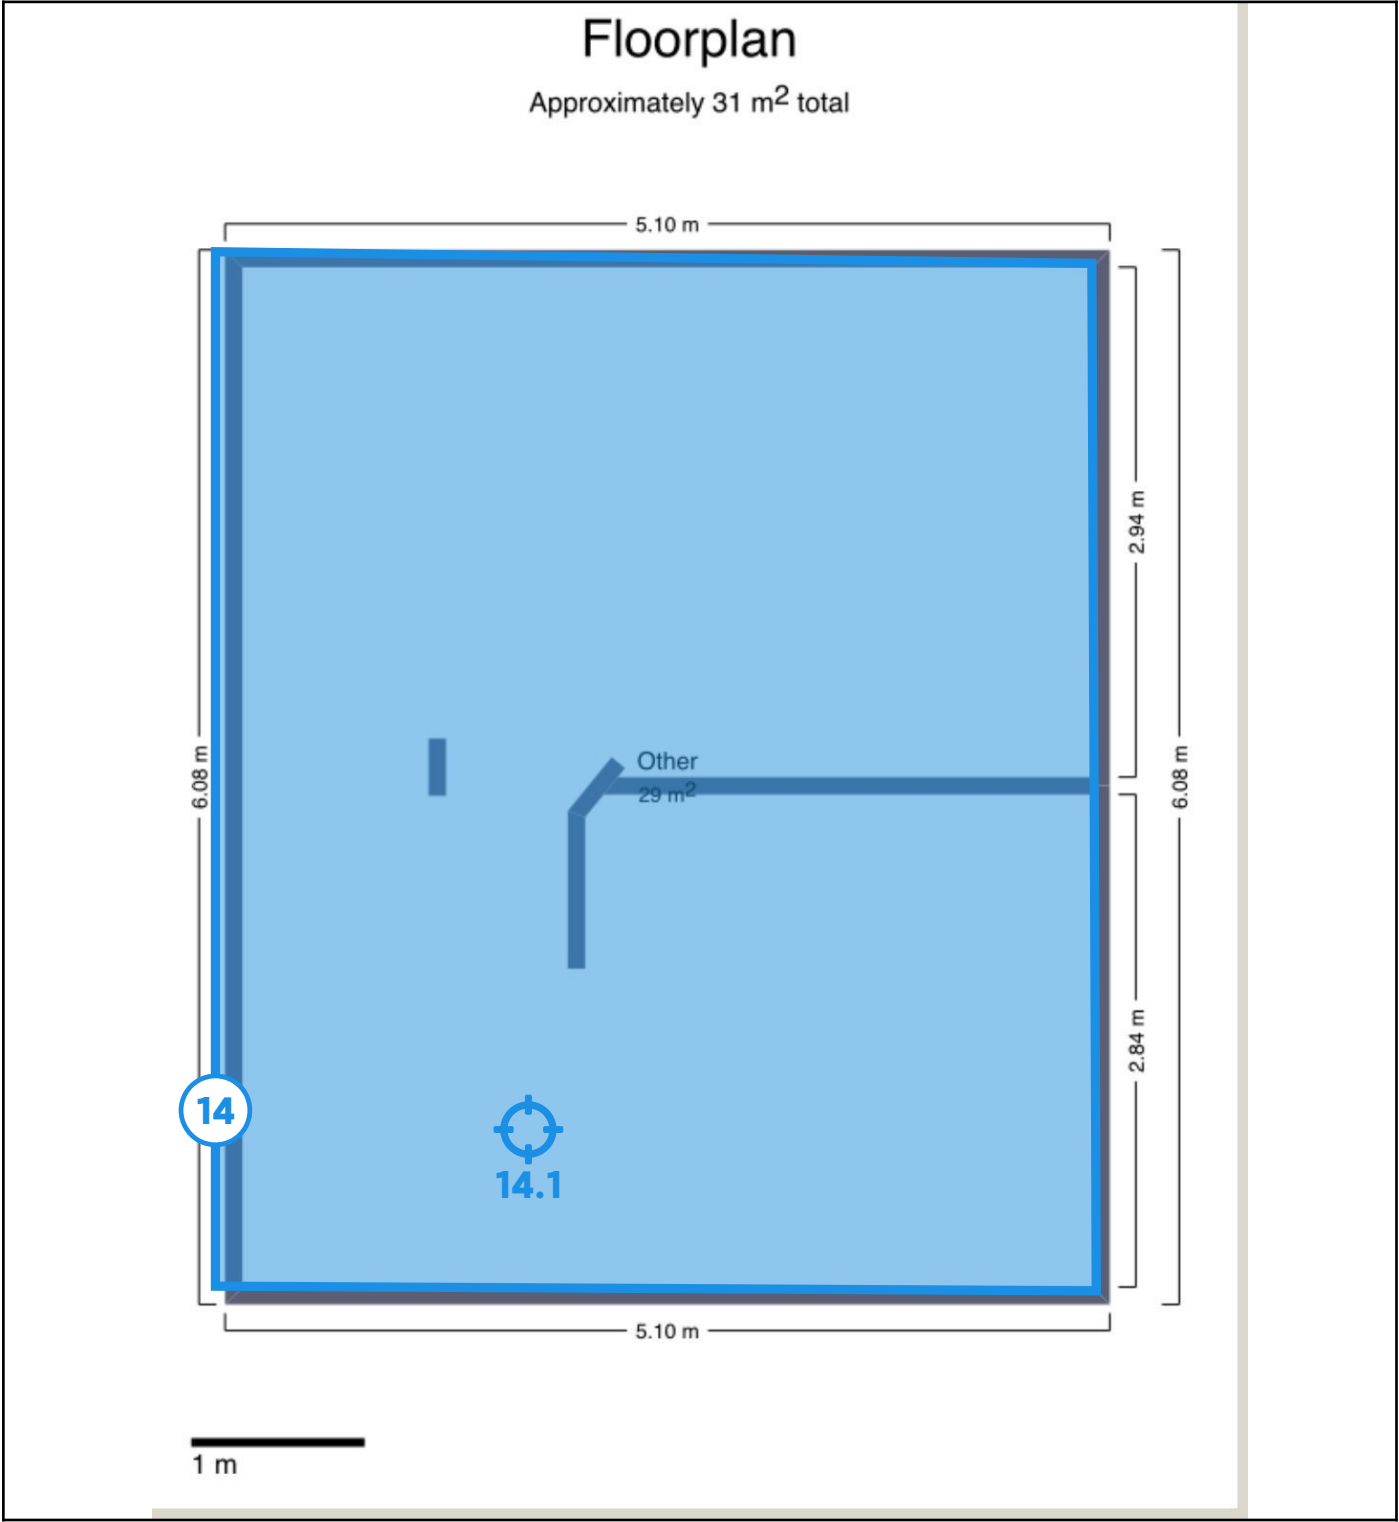 Floorplan
Approximately 31 m2 total
5.10 m
2.94 m
6.08 m
6.08 m
Other
29 m2
2.84 m
14
14.1
5.10 m
1 m